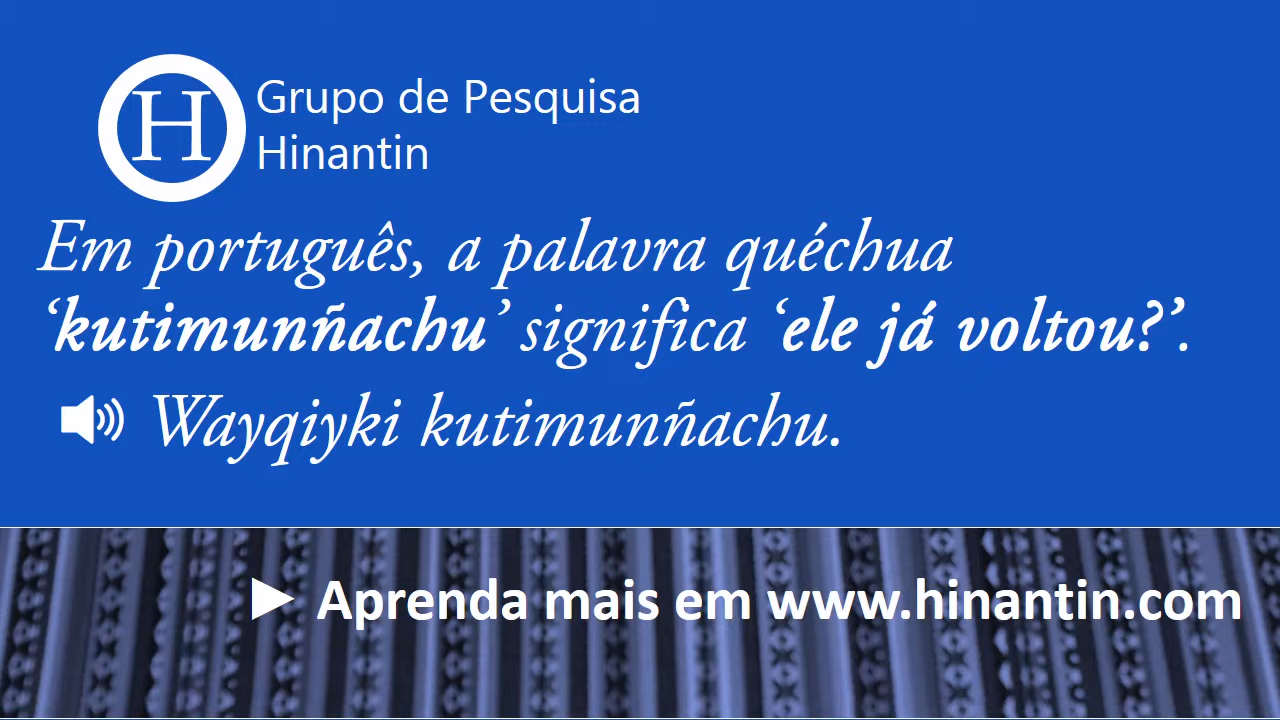 H
Grupo de Pesquisa
Hinantin
Em português, a palavra quéchua
‘kutimunñachu’ significa ‘ele já voltou?’.
Wayqiyki kutimunñachu.
► Aprenda mais em www.hinantin.com